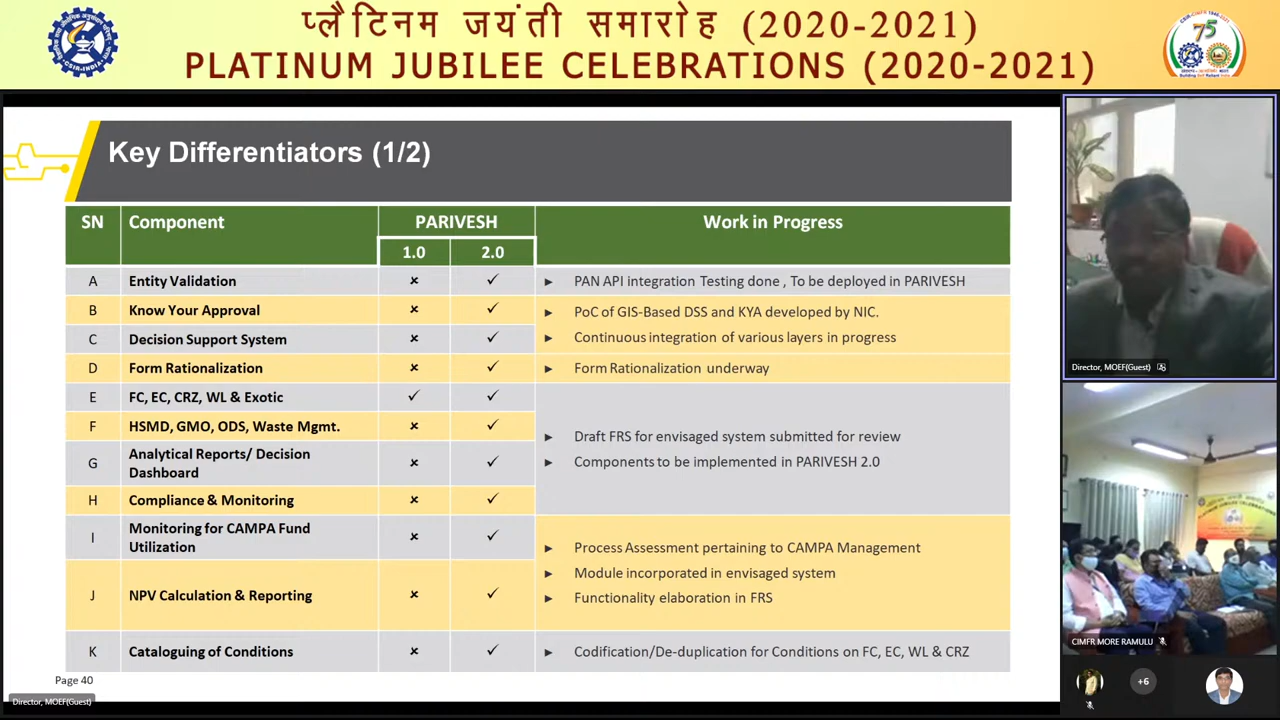 प्लैटिनम जयंती समारोह (2020-2021)
PLATINUM JUBILEE CELEBRATIONS (2020-2021)
CSIR-INDIA
75
Key Differentiators (1/2)
SN Component PARIVESH Work in Progress
1.0 2.0
A Entity Validation × ✓ ► PAN API integration Testing done , To be deployed in PARIVESH
B Know Your Approval × ✓ ► PoC of GIS-Based DSS and KYA developed by NIC.
C Decision Support System × ✓ ► Continuous integration of various layers in progress
D Form Rationalization × ✓ ► Form Rationalization underway
E FC, EC, CRZ, WL & Exotic ✓ ✓
F HSMD, GMO, ODS, Waste Mgmt. × ✓ ► Draft FRS for envisaged system submitted for review
G Analytical Reports/ Decision
Dashboard × ✓ ► Components to be implemented in PARIVESH 2.0
H Compliance & Monitoring × ✓
I Monitoring for CAMPA Fund
Utilization × ✓ ► Process Assessment pertaining to CAMPA Management
► Module incorporated in envisaged system
J NPV Calculation & Reporting × ✓ ► Functionality elaboration in FRS
K Cataloguing of Conditions × ✓ ► Codification/De-duplication for Conditions on FC, EC, WL & CRZ
Page 40
Director, MOEF(Guest)
Director, MOEF(Guest)
PLATINUM JUBILEE CELEBRATIONS
CIMFR MORE RAMULU
+6